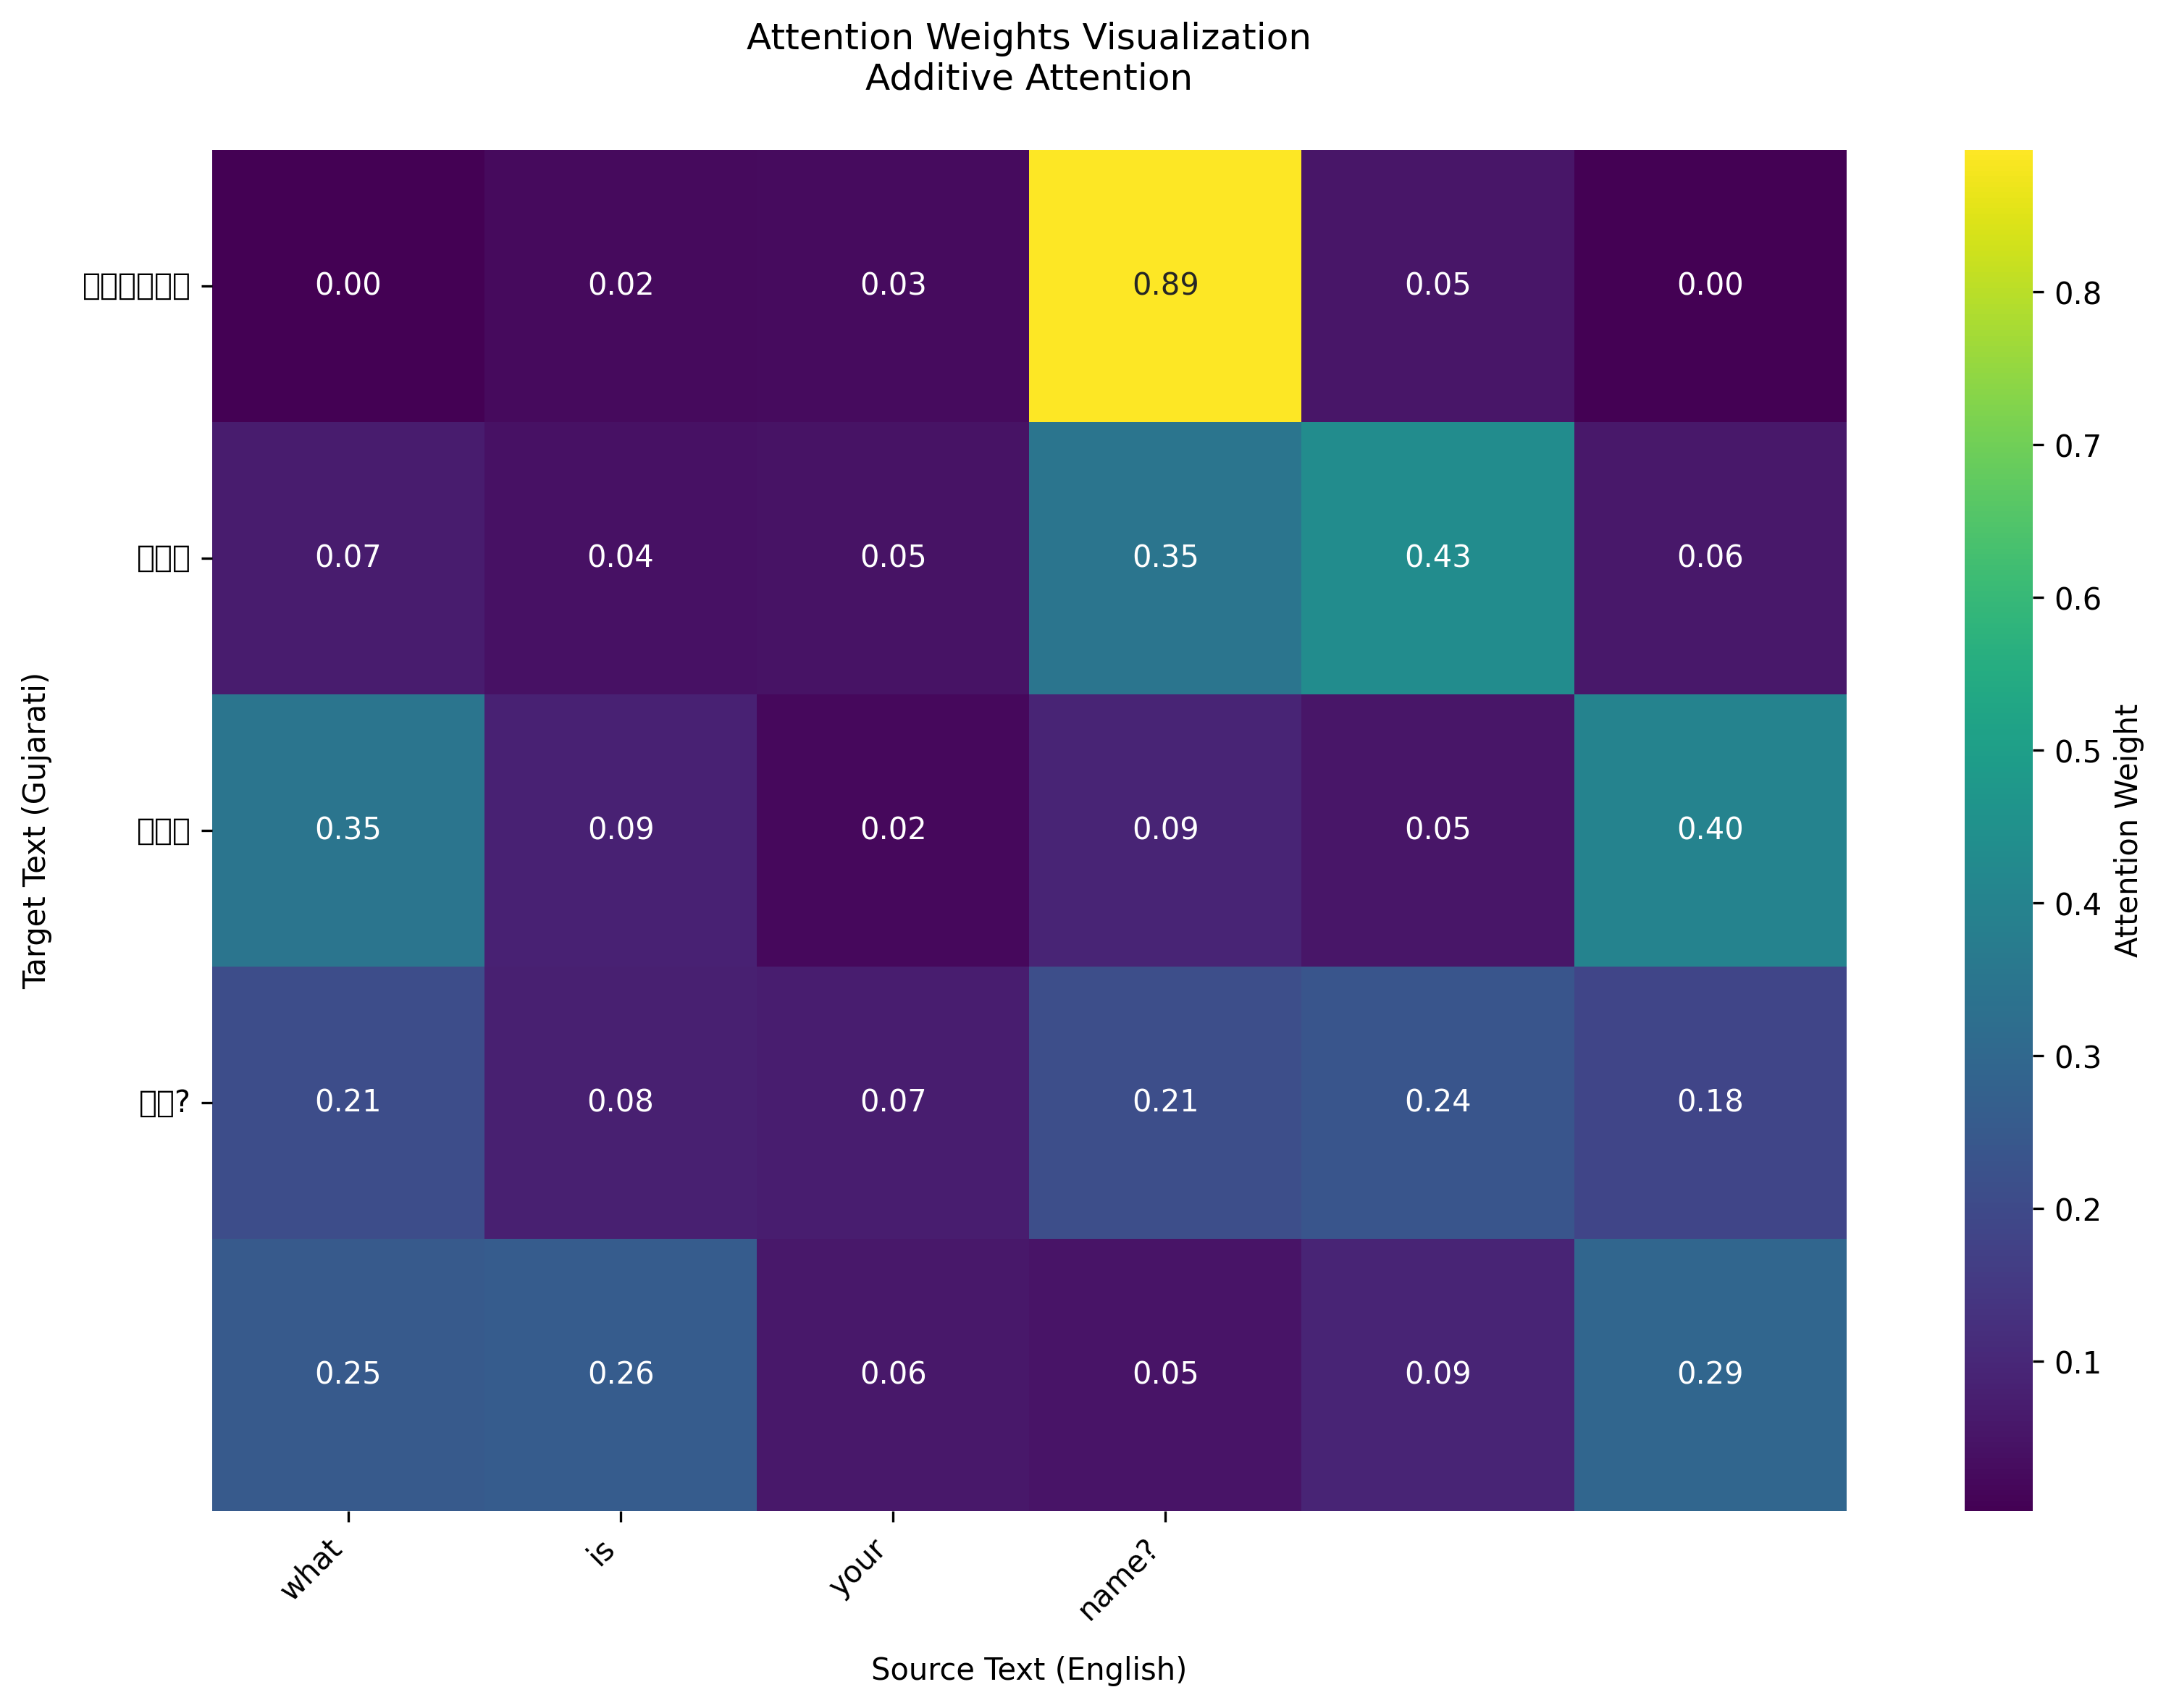 Attention Weights Visualization
Additive Attention
Target Text (Gujarati)
0.00 0.02 0.03 0.89 0.05 0.00
0.07 0.04 0.05 0.35 0.43 0.06
0.35 0.09 0.02 0.09 0.05 0.40
?
0.21 0.08 0.07 0.21 0.24 0.18
0.25 0.26 0.06 0.05 0.09 0.29
what is your name?
Source Text (English)
0.8
0.7
0.6
0.5
0.4
0.3
0.2
0.1
Attention Weight